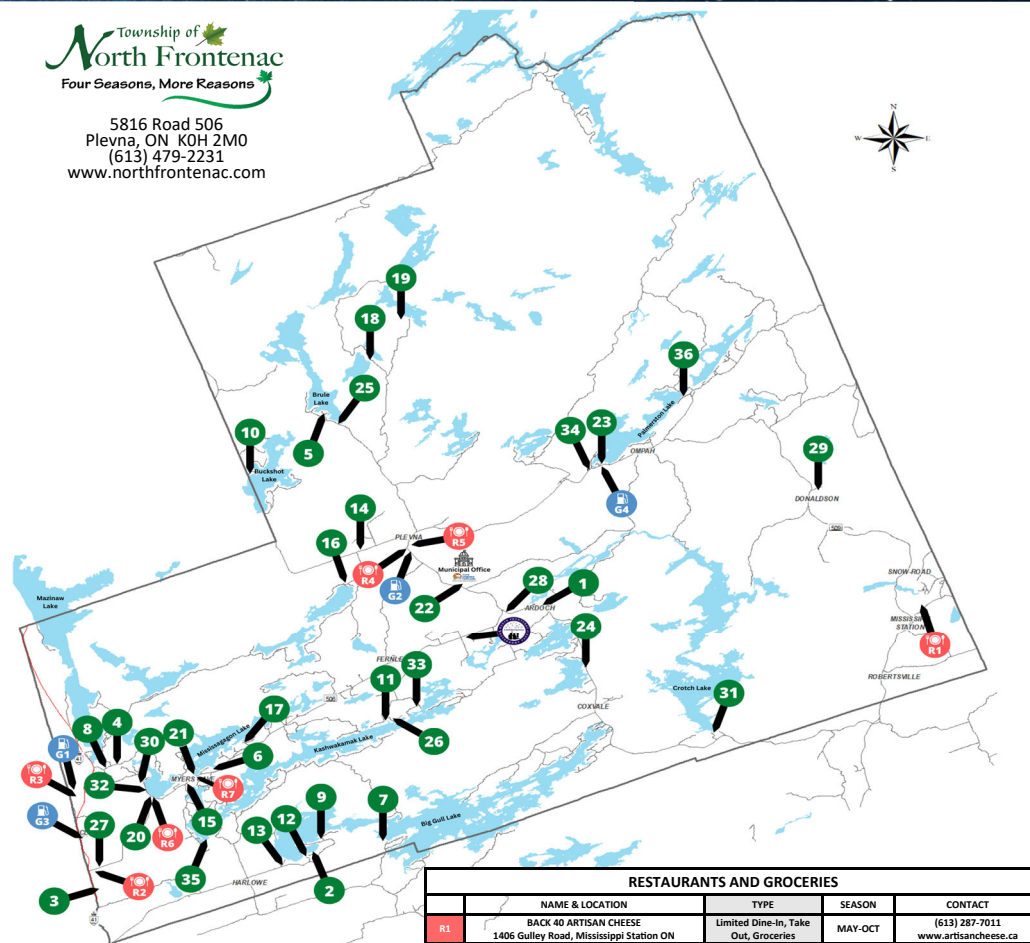 Township of
North Frontenac
Four Seasons, More Reasons
5816 Road 506
Plevna, ON K0H 2M0
(613) 479-2231
www.northfrontenac.com
N
W
E
S
19
18
36
25
Brule
Lake
Palmerston Lake
10
5
34
23
OMPAH
29
Buckshot
Lake
G4
DONALDSON
14
509
16
PLEVNA
R5
R4
Municipal Office
G2
SNOW ROAD
Mazinaw
Lake
22
28
1
ARDOCH
24
STATION
R1
FERNLE
33
ROBERTSVILLE
11
506
Crotch Lake
31
COXVALE
17
8
4
21
Mississagagon Lake
Kashwakamak Lake
26
G1
41
30
6
R3
32
MYERS
R7
G3
27
20
R6
15
13
12
9
7
Big Gull Lake
35
HARLOWE
2
R2
3
41
RESTAURANTS AND GROCERIES
NAME & LOCATION TYPE SEASON CONTACT
R1 BACK 40 ARTISAN CHEESE
1406 Gulley Road, Mississippi Station ON Limited Dine-In, Take
Out, Groceries MAY-OCT (613) 287-7011
www.artisancheese.ca